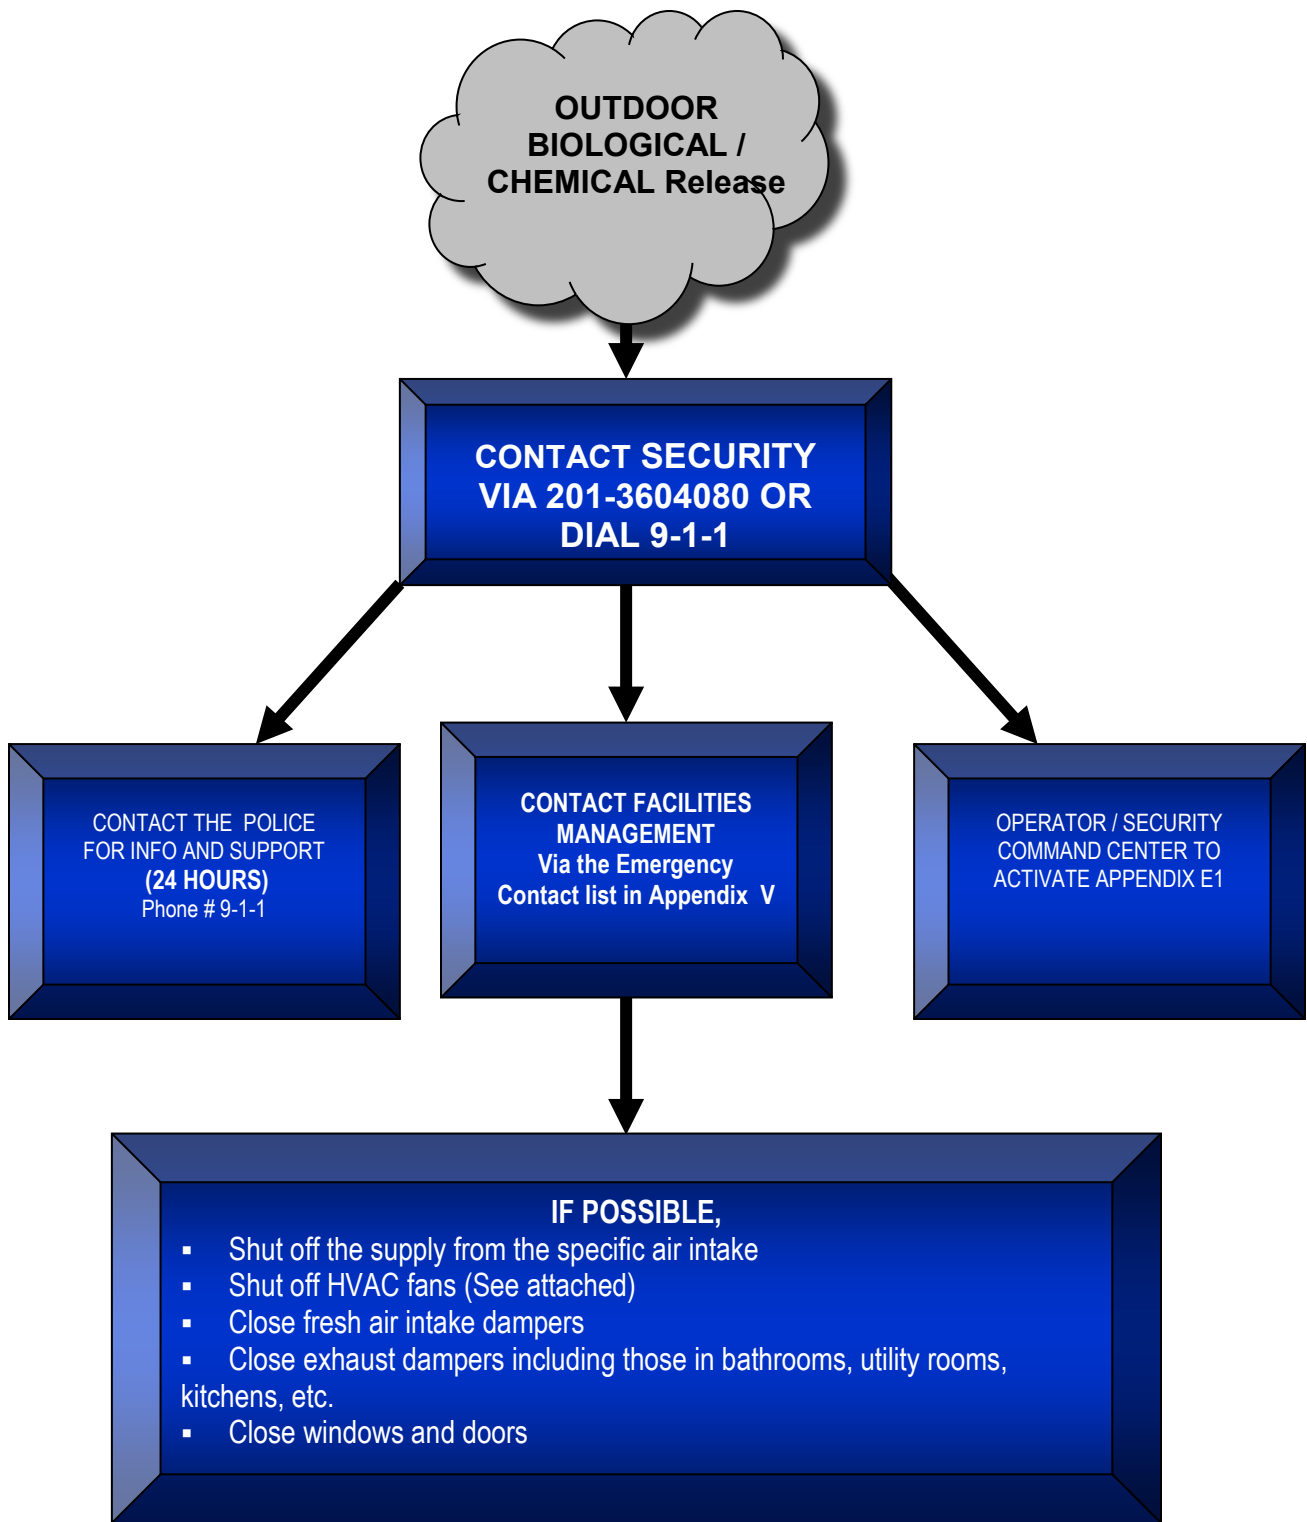 OUTDOOR
BIOLOGICAL /
CHEMICAL Release
CONTACT SECURITY
VIA 201-3604080 OR
DIAL 9-1-1
CONTACT THE POLICE
FOR INFO AND SUPPORT
(24 HOURS)
Phone # 9-1-1
CONTACT FACILITIES
MANAGEMENT
Via the Emergency
Contact list in Appendix V
OPERATOR / SECURITY
COMMAND CENTER TO
ACTIVATE APPENDIX E1
IF POSSIBLE,
▪ Shut off the supply from the specific air intake
▪ Shut off HVAC fans (See attached)
▪ Close fresh air intake dampers
▪ Close exhaust dampers including those in bathrooms, utility rooms,
kitchens, etc.
▪ Close windows and doors